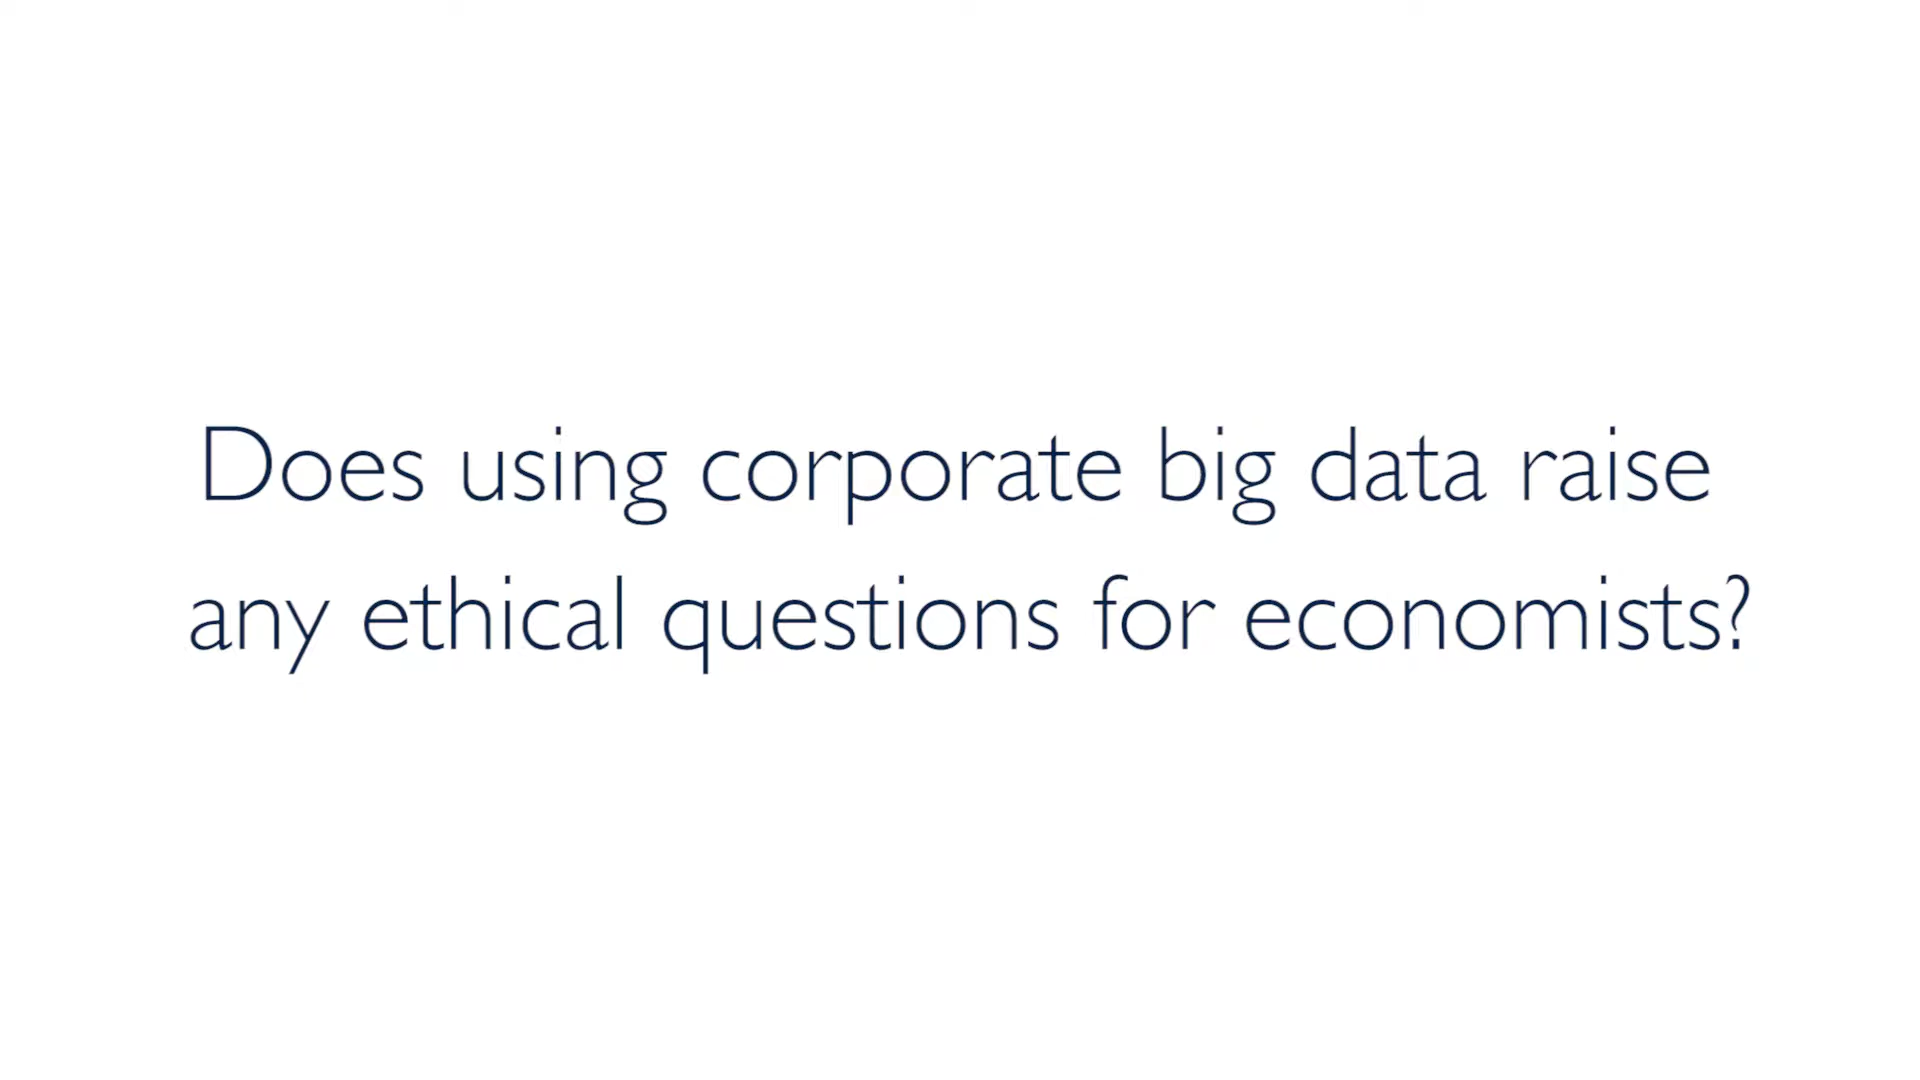 Does using corporate big data raise
any ethical questions for economists?